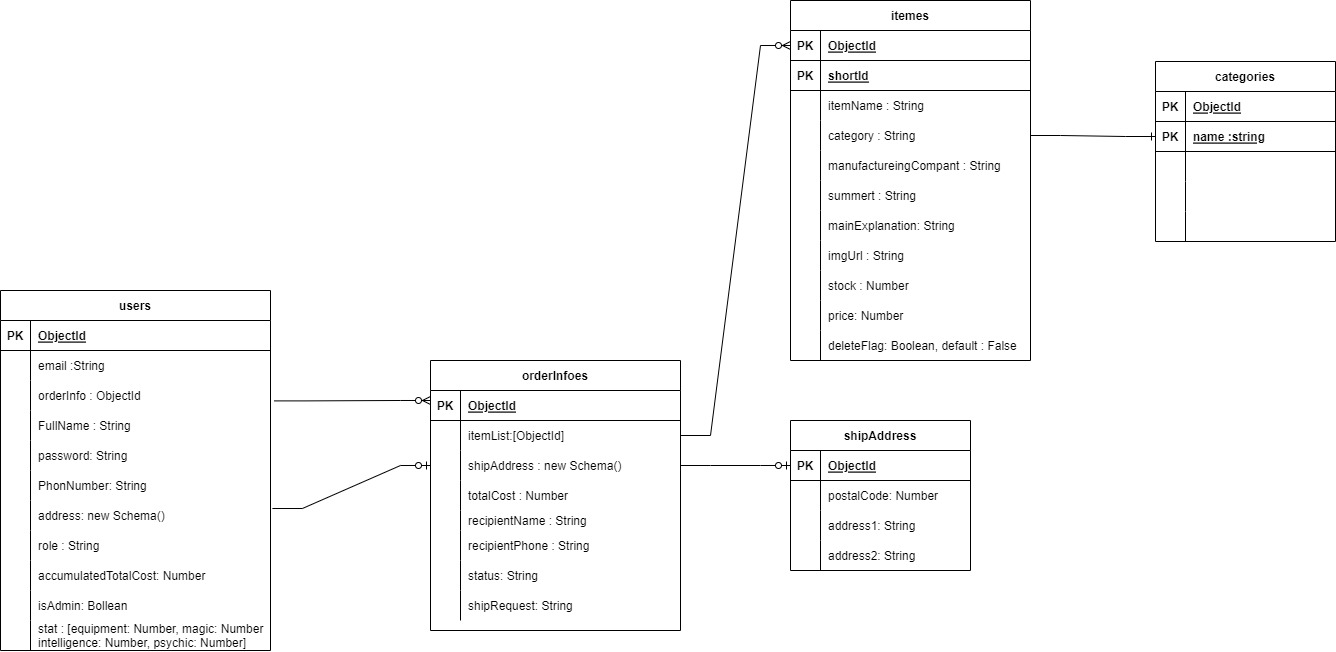 itemes
PK ObjectId
PK shortId
itemName : String
category : String
manufactureingCompant : String
summert : String
mainExplanation: String
imgUrl : String
stock : Number
price: Number
deleteFlag: Boolean, default : False
categories
PK ObjectId
PK name :string
users
PK ObjectId
email :String
orderInfo : ObjectId
FullName : String
password: String
PhonNumber: String
address: new Schema()
role : String
accumulatedTotalCost: Number
isAdmin: Bollean
stat : [equipment: Number, magic: Number
intelligence: Number, psychic: Number]
orderInfoes
PK ObjectId
itemList:[ObjectId]
shipAddress : new Schema()
totalCost : Number
recipientName : String
recipientPhone : String
status: String
shipRequest: String
shipAddress
PK ObjectId
postalCode: Number
address1: String
address2: String